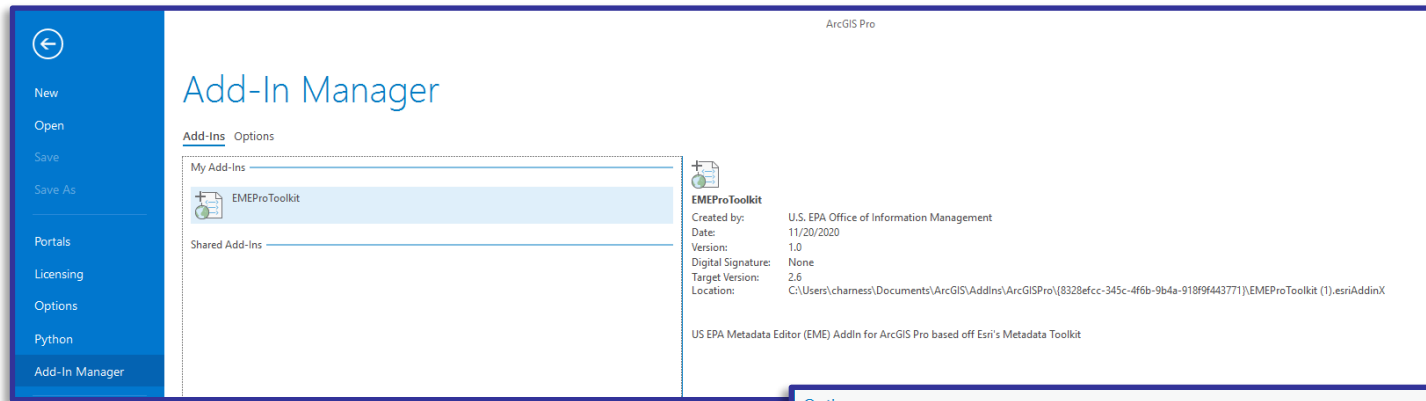 ArcGIS Pro
New
Open
Save
Save As
Portals
Licensing
Options
Python
Add-In Manager
Add-In Manager
Add-Ins Options
My Add-Ins
EMEProToolkit
Shared Add-Ins
EMEProToolkit
Created by: U.S. EPA Office of Information Management
Date: 11/20/2020
Version: 1.0
Digital Signature: None
Target Version: 2.6
Location: C:\Users\charness\Documents\ArcGIS\AddIns\ArcGISPro\{8328efcc-345c-4f6b-9b4a-918f9f443771}\EMEProToolkit (1).esriAddinX
US EPA Metadata Editor (EME) AddIn for ArcGIS Pro based off Esri's Metadata Toolkit